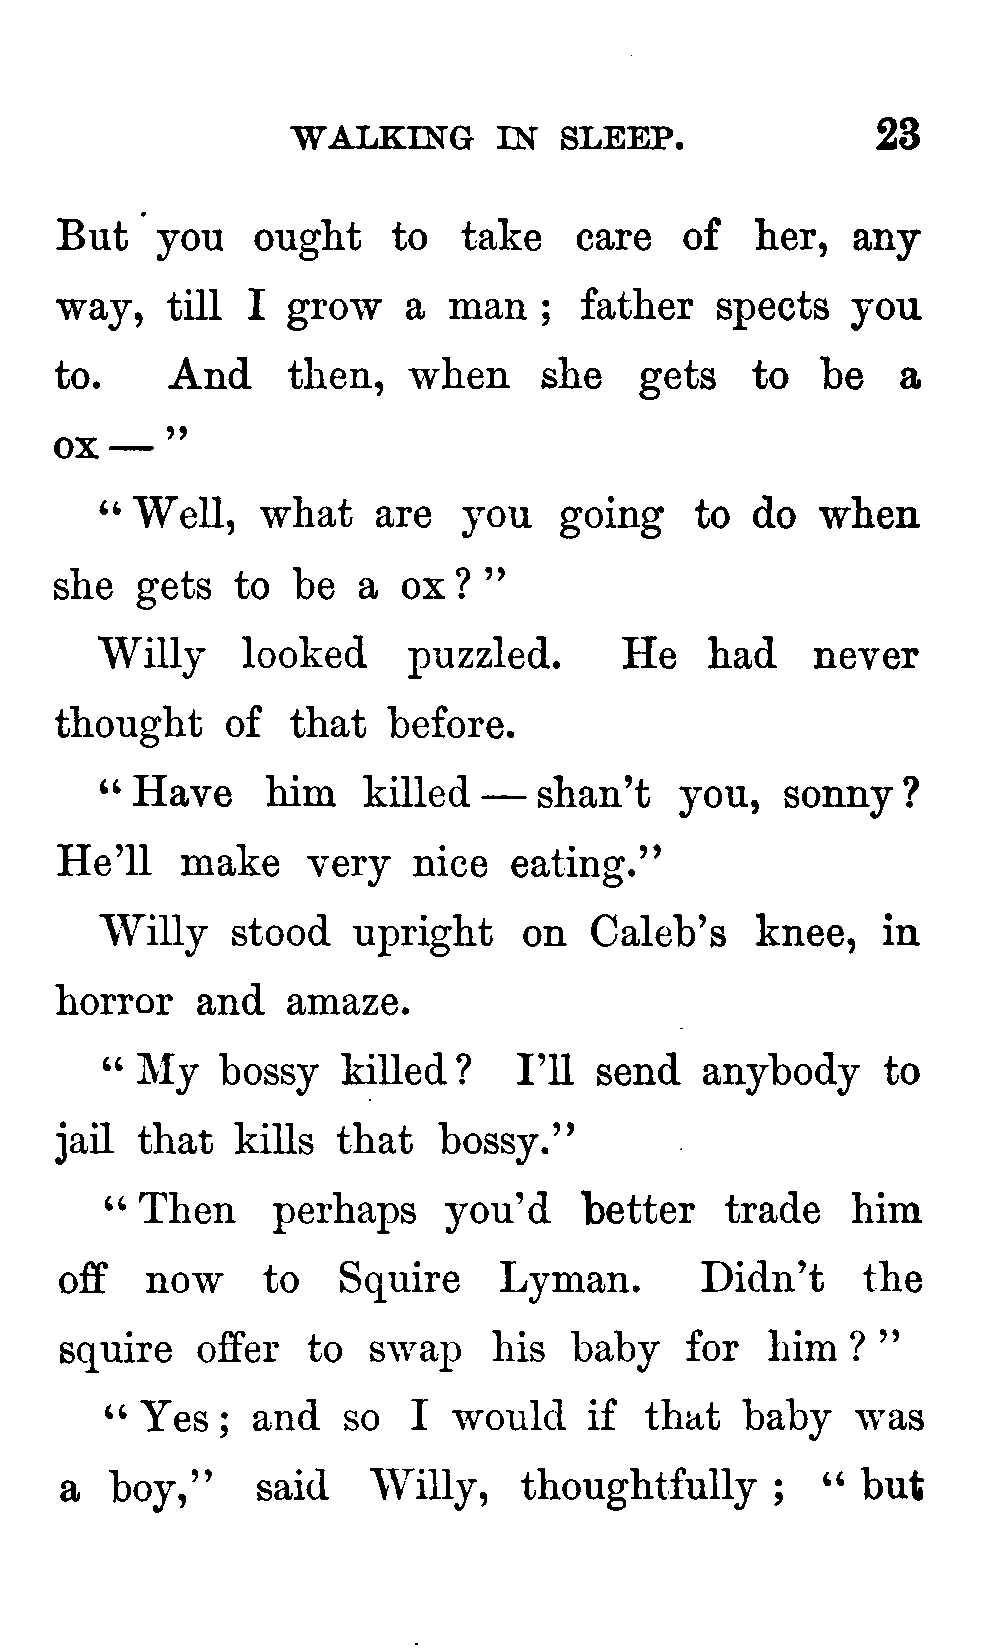 WALKING IN SLEEP. 23
But you ought to take care of her, any
way, till I grow a man ; father spects you
to. And then, when she gets to be a
ox — "
" Well, what are you going to do when
she gets to be a ox ? "
Willy looked puzzled. He had never
thought of that before.
" Have him killed — shan't you, sonny ?
He'll make very nice eating."
Willy stood upright on Caleb's knee, in
horror and amaze.
" My bossy killed ? I'll send anybody to
jail that kills that bossy."
" Then perhaps you'd better trade him
off now to Squire Lyman. Didn't the
squire offer to swap his baby for him ? "
" Yes ; and so I would if that baby was
a boy," said Willy, thoughtfully ; " but